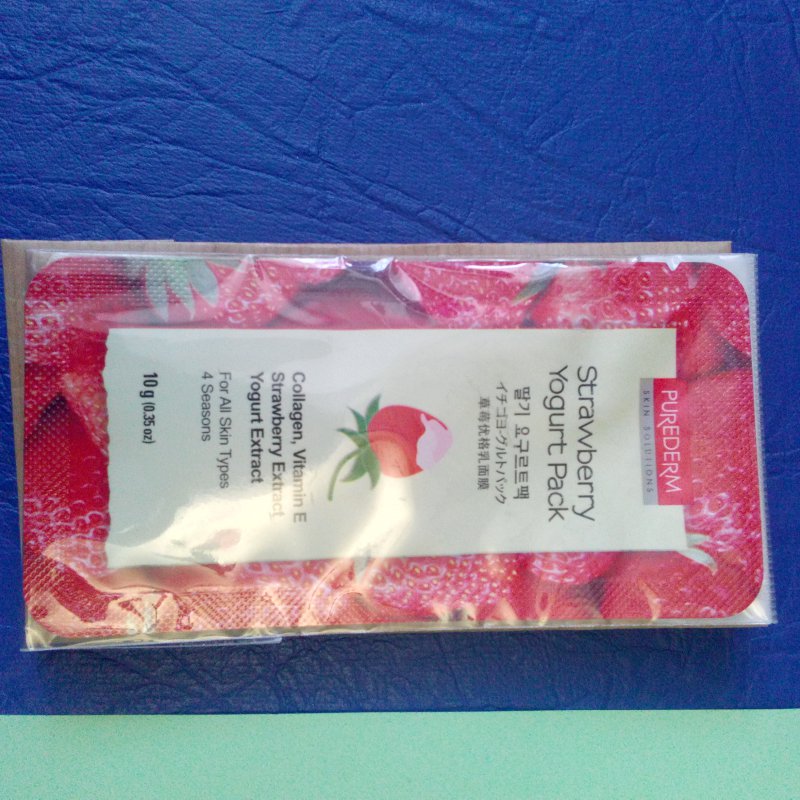 PUREDERM
SKIN SOLUTIONS
Strawberry
Yogurt Pack
딸기 요구르트팩
イチゴヨーグルトパック
草莓优格乳面膜
Collagen, Vitamin E
Strawberry Extract
Yogurt Extract
For All Skin Types
4 Seasons
10g (0.35 oz)